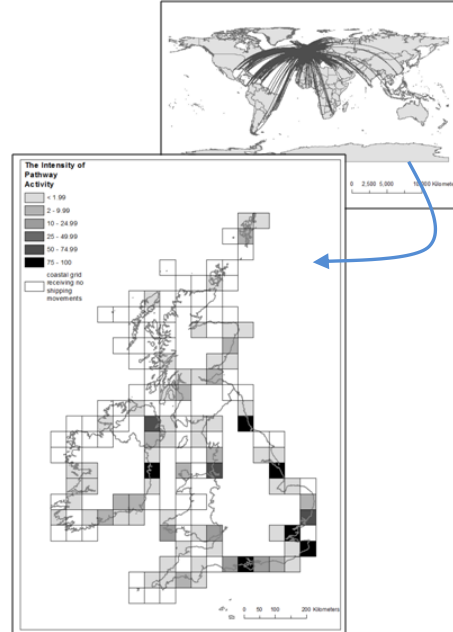 0 2,500 5,000
Kilometers
The Intensity of
Pathway
Activity
< 1.99
2 - 9.99
10 - 24.99
25 - 49.99
50 - 74.99
75 - 100
coastal grid
receiving no
shipping
movements
0 50 100 200 Kilometers